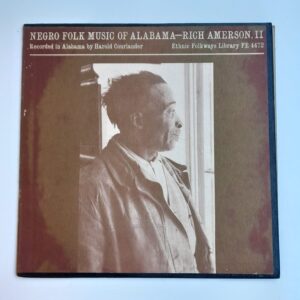 NEGRO FOLK MUSIC OF ALABAMA—RICH AMERSON, II
Recorded in Alabama by Harold Courlander Ethnic Folkways Library FE 4472